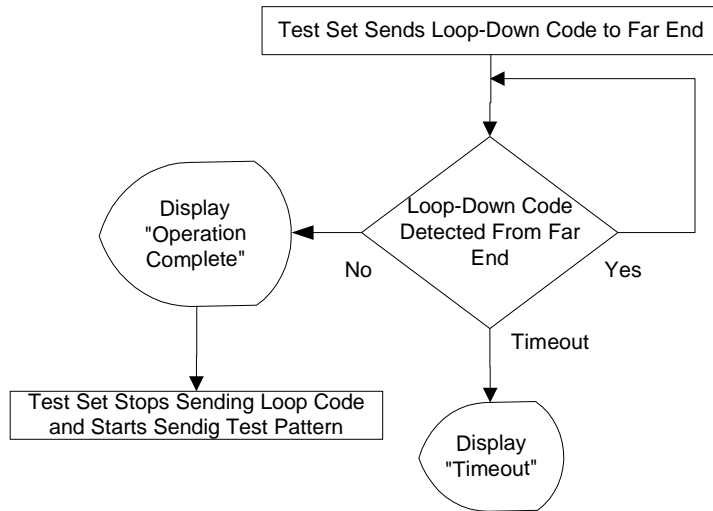 Test Set Sends Loop-Down Code to Far End
Loop-Down Code
Detected From Far
End
Display
"Operation
Complete"
No
Yes
Timeout
Test Set Stops Sending Loop Code
and Starts Sendig Test Pattern
Display
"Timeout"